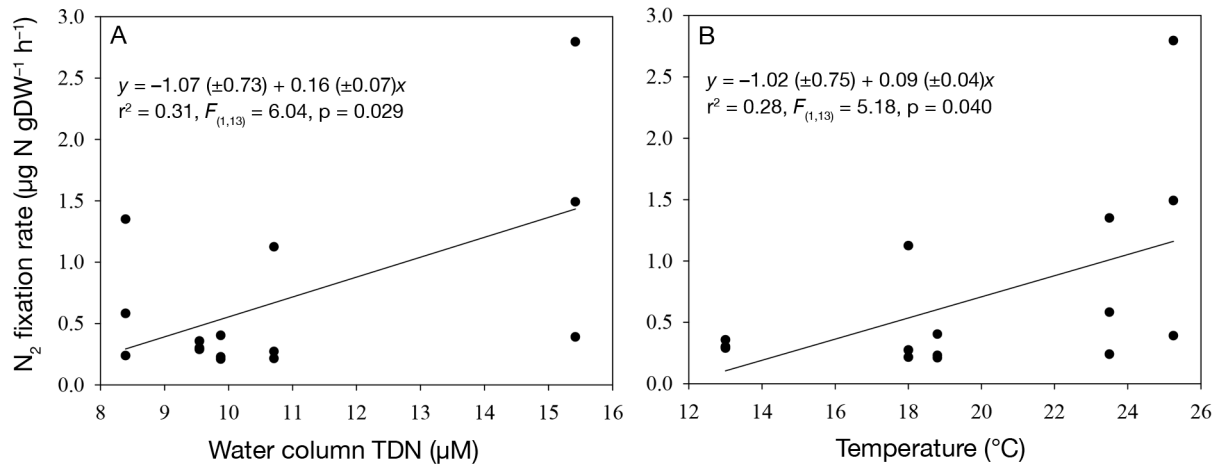 A
y = −1.07 (±0.73) + 0.16 (±0.07)x
r² = 0.31, F(1,13) = 6.04, p = 0.029
3.0
2.5
2.0
1.5
1.0
0.5
0.0
N₂ fixation rate (µg N gDW⁻¹ h⁻¹)
8 9 10 11 12 13 14 15 16
Water column TDN (µM)
B
y = −1.02 (±0.75) + 0.09 (±0.04)x
r² = 0.28, F(1,13) = 5.18, p = 0.040
3.0
2.5
2.0
1.5
1.0
0.5
0.0
12 14 16 18 20 22 24 26
Temperature (°C)